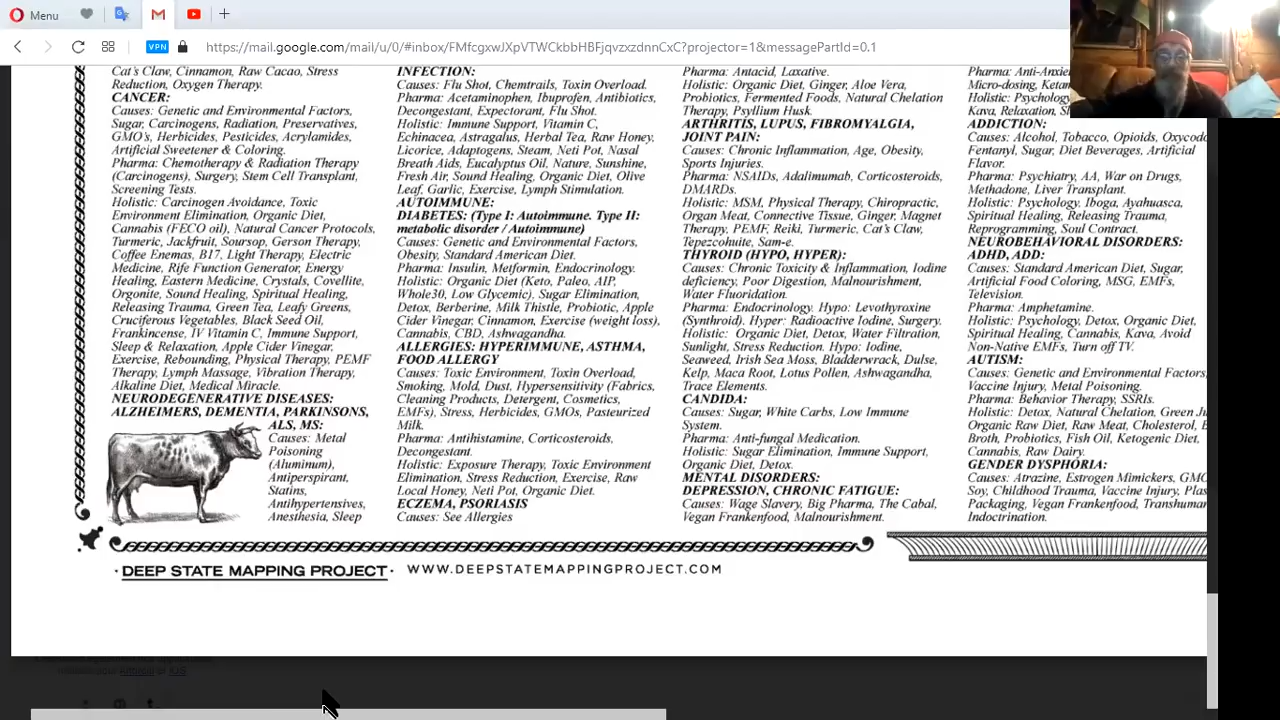 Menu
VPN
https://mail.google.com/mail/u/0/#inbox/FMfcgxwJXpVTWCkbbHBFjqvzxzdnnCxC?projector=1&messagePartId=0.1
Cat's Claw, Cinnamon, Raw Cacao, Stress
Reduction, Oxygen Therapy.
CANCER:
Causes: Genetic and Environmental Factors,
Sugar, Carcinogens, Radiation, Preservatives,
GMO's, Herbicides, Pesticides, Acrylamides,
Artificial Sweetener & Coloring.
Pharma: Chemotherapy & Radiation Therapy
(Carcinogens), Surgery, Stem Cell Transplant,
Screening Tests.
Holistic: Carcinogen Avoidance, Toxic
Environment Elimination, Organic Diet,
Cannabis (FECO oil), Natural Cancer Protocols,
Turmeric, Jackfruit, Soursop, Gerson Therapy,
Coffee Enemas, B17, Light Therapy, Electric
Medicine, Rife Function Generator, Energy
Healing, Eastern Medicine, Crystals, Covellite,
Orgonite, Sound Healing, Spiritual Healing,
Releasing Trauma, Green Tea, Leafy Greens,
Cruciferous Vegetables, Black Seed Oil,
Frankincense, IV Vitamin C, Immune Support,
Sleep & Relaxation, Apple Cider Vinegar,
Exercise, Rebounding, Physical Therapy, PEMF
Therapy, Lymph Massage, Vibration Therapy,
Alkaline Diet, Medical Miracle.
NEURODEGENERATIVE DISEASES:
ALZHEIMERS, DEMENTIA, PARKINSONS,
ALS, MS:
Causes: Metal
Poisoning
(Aluminum),
Antiperspirant,
Statins,
Antihypertensives,
Anesthesia, Sleep
INFECTION:
Causes: Flu Shot, Chemtrails, Toxin Overload.
Pharma: Acetaminophen, Ibuprofen, Antibiotics,
Decongestant, Expectorant, Flu Shot.
Holistic: Immune Support, Vitamin C,
Echinacea, Astragalus, Herbal Tea, Raw Honey,
Licorice, Adaptogens, Steam, Neti Pot, Nasal
Breath Aids, Eucalyptus Oil, Nature, Sunshine,
Fresh Air, Sound Healing, Organic Diet, Olive
Leaf, Garlic, Exercise, Lymph Stimulation.
AUTOIMMUNE:
DIABETES: (Type I: Autoimmune. Type II:
metabolic disorder / Autoimmune)
Causes: Genetic and Environmental Factors,
Obesity, Standard American Diet.
Pharma: Insulin, Metformin, Endocrinology.
Holistic: Organic Diet (Keto, Paleo, AIP,
Whole30, Low Glycemic), Sugar Elimination,
Detox, Berberine, Milk Thistle, Probiotic, Apple
Cider Vinegar, Cinnamon, Exercise (weight loss),
Cannabis, CBD, Ashwagandha.
ALLERGIES: HYPERIMMUNE, ASTHMA,
FOOD ALLERGY
Causes: Toxic Environment, Toxin Overload,
Smoking, Mold, Dust, Hypersensitivity (Fabrics,
Cleaning Products, Detergent, Cosmetics,
EMFs), Stress, Herbicides, GMOs, Pasteurized
Milk.
Pharma: Antihistamine, Corticosteroids,
Decongestant.
Holistic: Exposure Therapy, Toxic Environment
Elimination, Stress Reduction, Exercise, Raw
Local Honey, Neti Pot, Organic Diet.
ECZEMA, PSORIASIS
Causes: See Allergies
Pharma: Antacid, Laxative.
Holistic: Organic Diet, Ginger, Aloe Vera,
Probiotics, Fermented Foods, Natural Chelation
Therapy, Psyllium Husk.
ARTHRITIS, LUPUS, FIBROMYALGIA,
JOINT PAIN:
Causes: Chronic Inflammation, Age, Obesity,
Sports Injuries.
Pharma: NSAIDs, Adalimumab, Corticosteroids,
DMARDs.
Holistic: MSM, Physical Therapy, Chiropractic,
Organ Meat, Connective Tissue, Ginger, Magnet
Therapy, PEMF, Reiki, Turmeric, Cat's Claw,
Tepezcohuite, Sam-e.
THYROID (HYPO, HYPER):
Causes: Chronic Toxicity & Inflammation, Iodine
deficiency, Poor Digestion, Malnourishment,
Water Fluoridation.
Pharma: Endocrinology. Hypo: Levothyroxine
(Synthroid). Hyper: Radioactive Iodine, Surgery.
Holistic: Organic Diet, Detox, Water Filtration,
Sunlight, Stress Reduction. Hypo: Iodine,
Seaweed, Irish Sea Moss, Bladderwrack, Dulse,
Kelp, Maca Root, Lotus Pollen, Ashwagandha,
Trace Elements.
CANDIDA:
Causes: Sugar, White Carbs, Low Immune
System.
Pharma: Anti-fungal Medication.
Holistic: Sugar Elimination, Immune Support,
Organic Diet, Detox.
MENTAL DISORDERS:
DEPRESSION, CHRONIC FATIGUE:
Causes: Wage Slavery, Big Pharma, The Cabal,
Vegan Frankenfood, Malnourishment.
Pharma: Anti-Anxie
Micro-dosing, Ketan
Holistic: Psycholog
Kava, Relaxation, S
ADDICTION:
Causes: Alcohol, Tobacco, Opioids, Oxycodo
Fentanyl, Sugar, Diet Beverages, Artificial
Flavor.
Pharma: Psychiatry, AA, War on Drugs,
Methadone, Liver Transplant.
Holistic: Psychology, Iboga, Ayahuasca,
Spiritual Healing, Releasing Trauma,
Reprogramming, Soul Contract.
NEUROBEHAVIORAL DISORDERS:
ADHD, ADD:
Causes: Standard American Diet, Sugar,
Artificial Food Coloring, MSG, EMFs,
Television.
Pharma: Amphetamine.
Holistic: Psychology, Detox, Organic Diet,
Spiritual Healing, Cannabis, Kava, Avoid
Non-Native EMFs, Turn off TV.
AUTISM:
Causes: Genetic and Environmental Factors,
Vaccine Injury, Metal Poisoning.
Pharma: Behavior Therapy, SSRIs.
Holistic: Detox, Natural Chelation, Green Ju
Organic Raw Diet, Raw Meat, Cholesterol, B
Broth, Probiotics, Fish Oil, Ketogenic Diet,
Cannabis, Raw Dairy.
GENDER DYSPHORIA:
Causes: Atrazine, Estrogen Mimickers, GMO
Soy, Childhood Trauma, Vaccine Injury, Plas
Packaging, Vegan Frankenfood, Transhuman
Indoctrination.
·DEEP STATE MAPPING PROJECT· WWW.DEEPSTATEMAPPINGPROJECT.COM